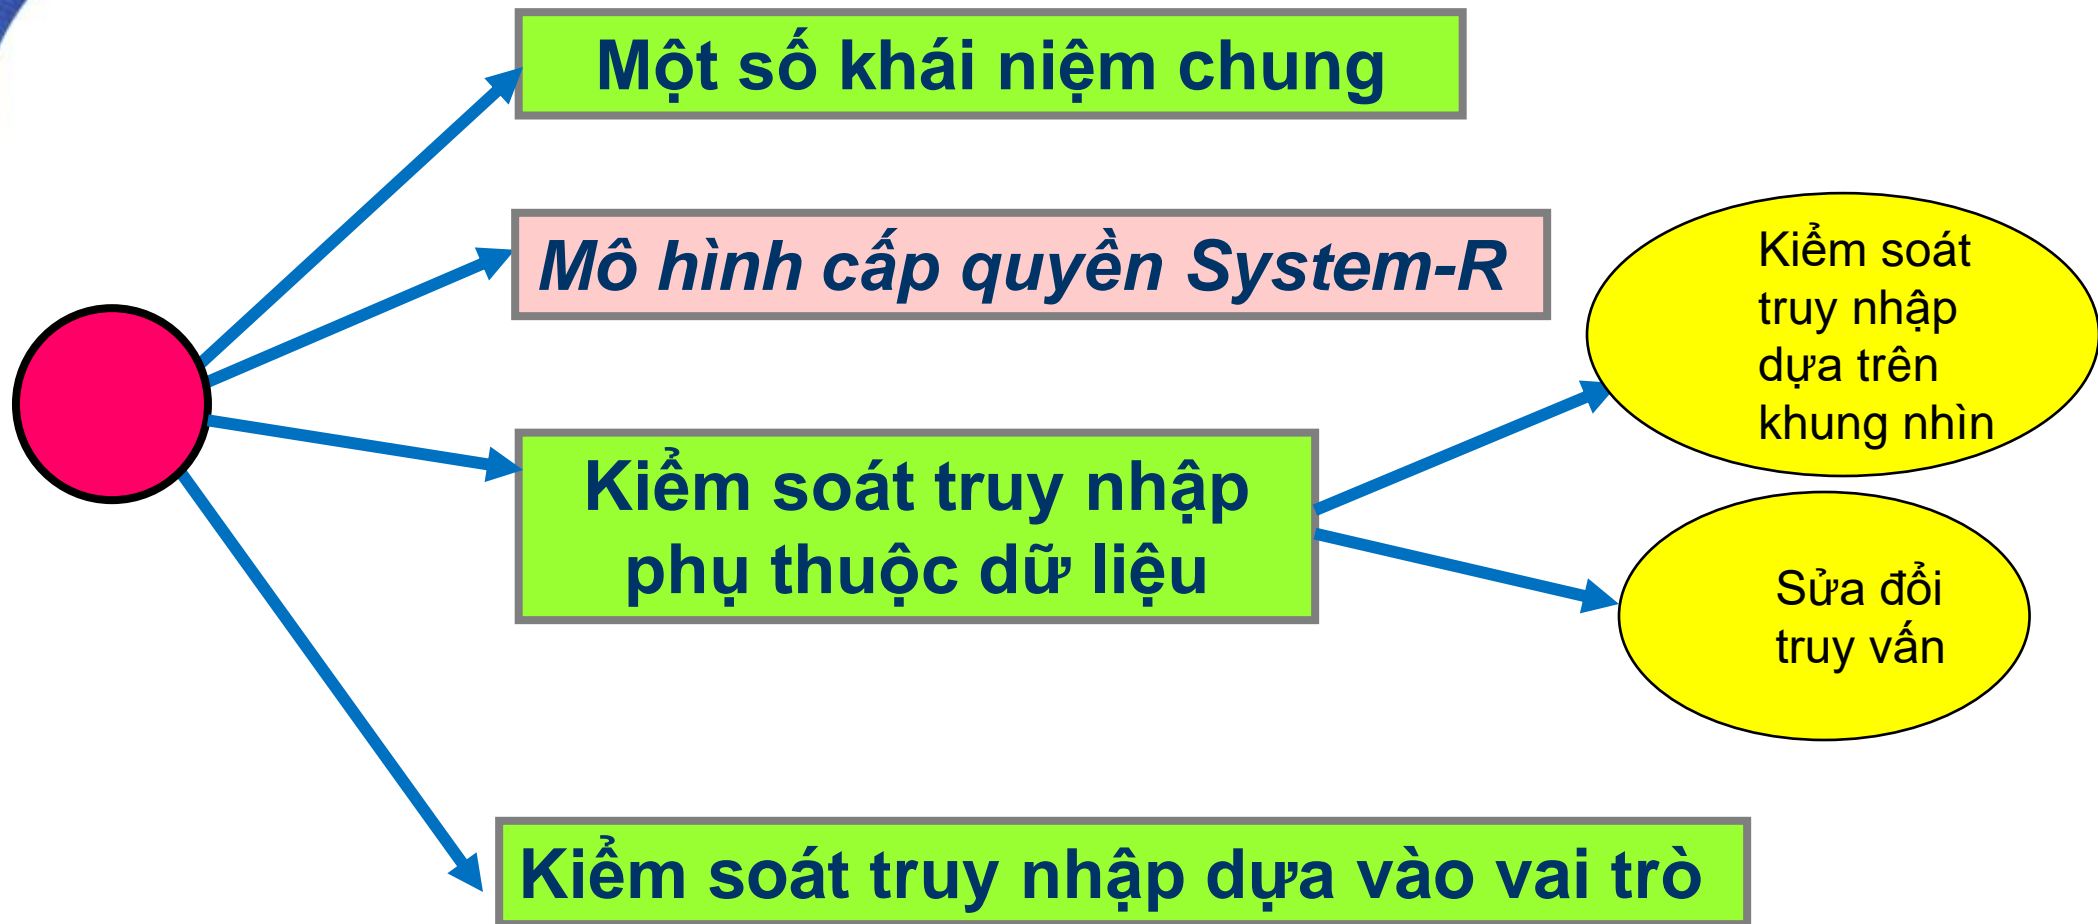 Một số khái niệm chung
Mô hình cấp quyền System-R
Kiểm soát truy nhập
phụ thuộc dữ liệu
Kiểm soát
truy nhập
dựa trên
khung nhìn
Sửa đổi
truy vấn
Kiểm soát truy nhập dựa vào vai trò